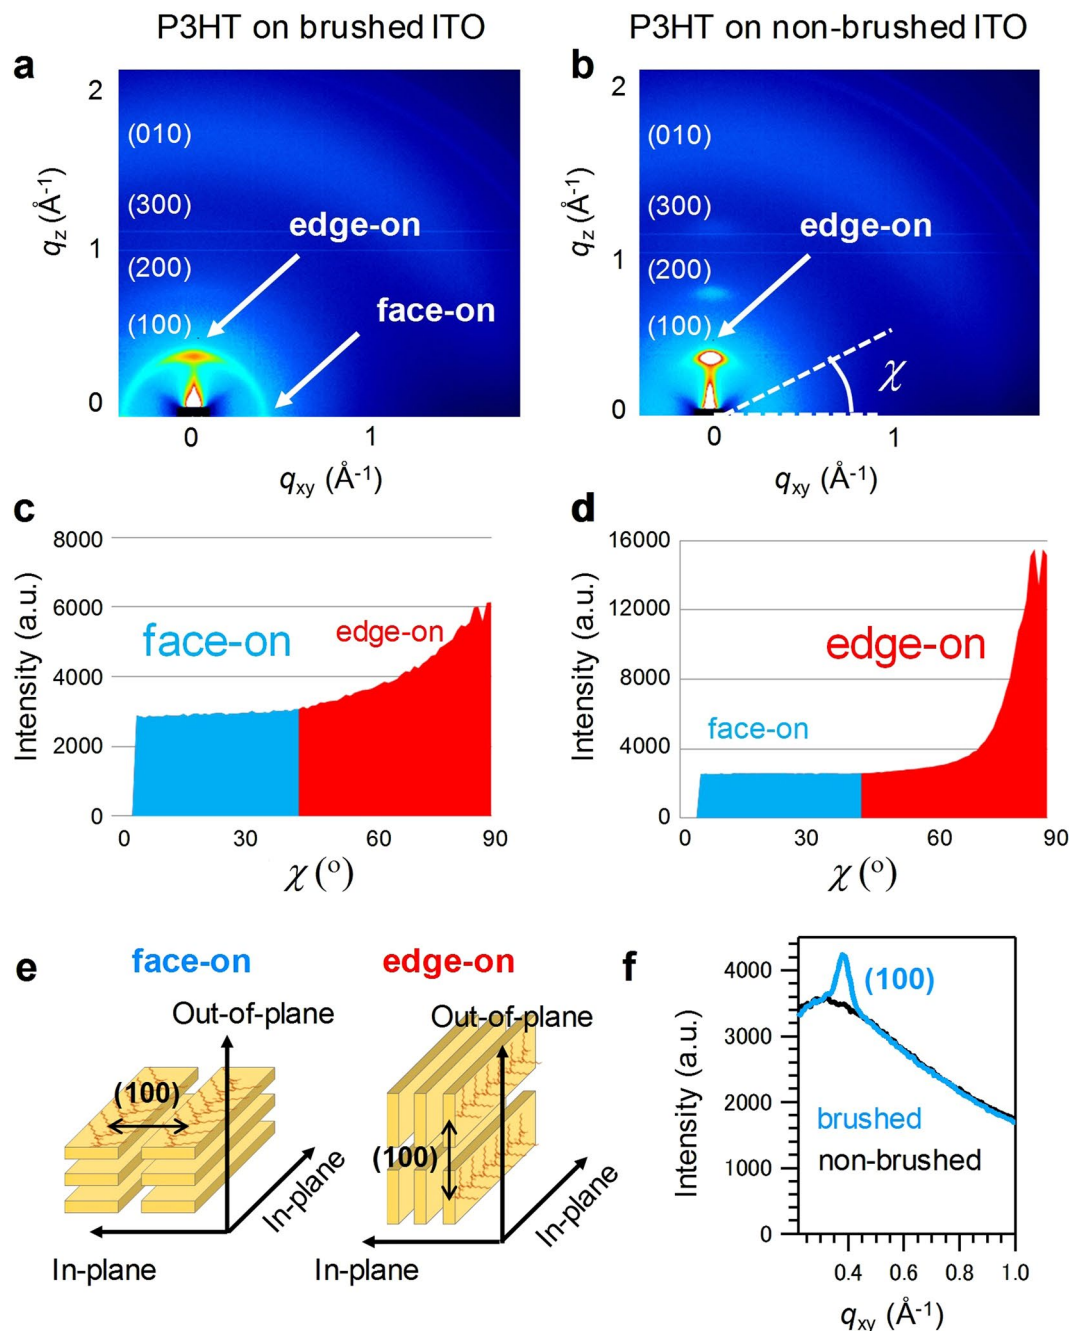 P3HT on brushed ITO
P3HT on non-brushed ITO
a
2
(010)
(300)
edge-on
1
(200)
face-on
(100)
0
0
1
qz (Å-1)
qxy (Å-1)
b
2
(010)
(300)
edge-on
1
(200)
(100)
χ
0
0
1
qz (Å-1)
qxy (Å-1)
c
8000
6000
4000
2000
0
face-on
edge-on
Intensity (a.u.)
0
30
60
90
χ (o)
d
16000
12000
8000
4000
0
edge-on
face-on
Intensity (a.u.)
0
30
60
90
χ (o)
e
face-on
Out-of-plane
(100)
In-plane
In-plane
edge-on
Out-of-plane
(100)
In-plane
In-plane
f
4000
3000
2000
1000
0
(100)
brushed
non-brushed
Intensity (a.u.)
0.4
0.6
0.8
1.0
qxy (Å-1)